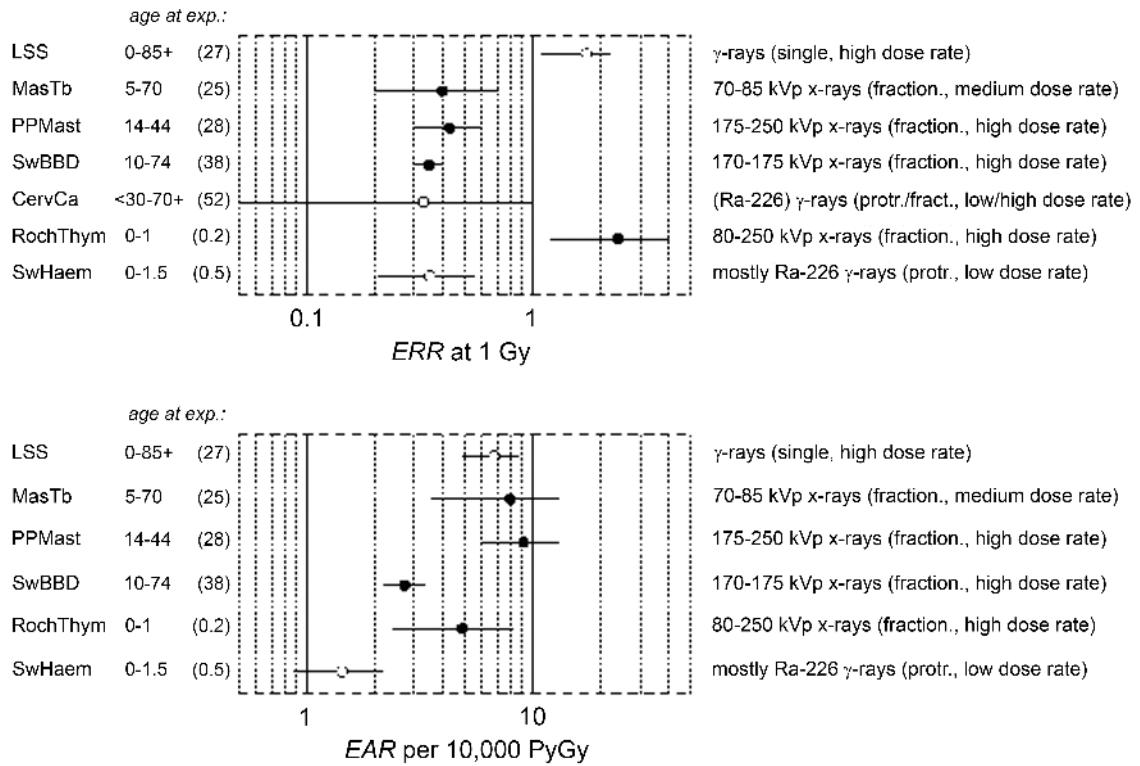 age at exp.:
LSS 0-85+ (27) γ-rays (single, high dose rate)
MasTb 5-70 (25) 70-85 kVp x-rays (fraction., medium dose rate)
PPMast 14-44 (28) 175-250 kVp x-rays (fraction., high dose rate)
SwBBD 10-74 (38) 170-175 kVp x-rays (fraction., high dose rate)
CervCa <30-70+ (52) (Ra-226) γ-rays (protr./fract., low/high dose rate)
RochThym 0-1 (0.2) 80-250 kVp x-rays (fraction., high dose rate)
SwHaem 0-1.5 (0.5) mostly Ra-226 γ-rays (protr., low dose rate)
0.1 1
ERR at 1 Gy
age at exp.:
LSS 0-85+ (27) γ-rays (single, high dose rate)
MasTb 5-70 (25) 70-85 kVp x-rays (fraction., medium dose rate)
PPMast 14-44 (28) 175-250 kVp x-rays (fraction., high dose rate)
SwBBD 10-74 (38) 170-175 kVp x-rays (fraction., high dose rate)
RochThym 0-1 (0.2) 80-250 kVp x-rays (fraction., high dose rate)
SwHaem 0-1.5 (0.5) mostly Ra-226 γ-rays (protr., low dose rate)
1 10
EAR per 10,000 PyGy